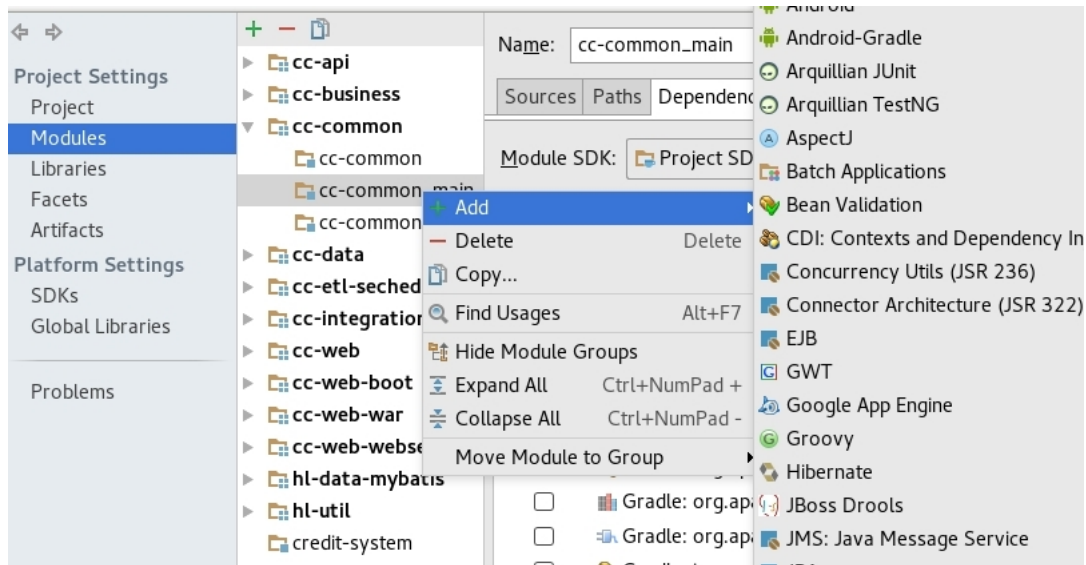 Project Settings
Project
Modules
Libraries
Facets
Artifacts
Platform Settings
SDKs
Global Libraries
Problems
cc-api
cc-business
cc-common
cc-common
cc-common_main
cc-common
cc-data
cc-etl-sched
cc-integration
cc-web
cc-web-boot
cc-web-war
cc-web-webse
hl-data-mybatis
hl-util
credit-system
Name: cc-common_main
Sources Paths Dependenc
Module SDK: Project SD
Add
Delete Delete
Copy...
Find Usages Alt+F7
Hide Module Groups
Expand All Ctrl+NumPad +
Collapse All Ctrl+NumPad -
Move Module to Group
Gradle: org.apa
Gradle: org.apa
Android
Android-Gradle
Arquillian JUnit
Arquillian TestNG
AspectJ
Batch Applications
Bean Validation
CDI: Contexts and Dependency In
Concurrency Utils (JSR 236)
Connector Architecture (JSR 322)
EJB
GWT
Google App Engine
Groovy
Hibernate
JBoss Drools
JMS: Java Message Service